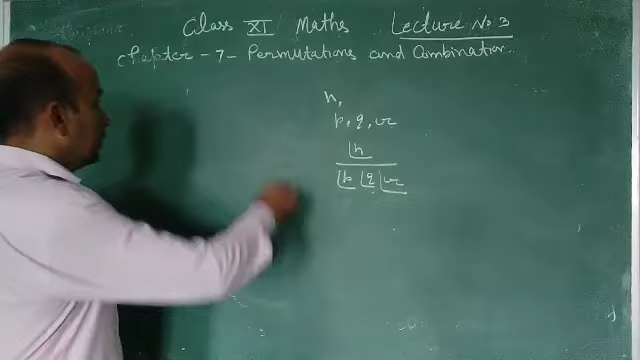 Class XI Maths Lecture No 3
Chapter - 7 - Permutations and Combination..
n,
p, q, r
|n
|p |q |r